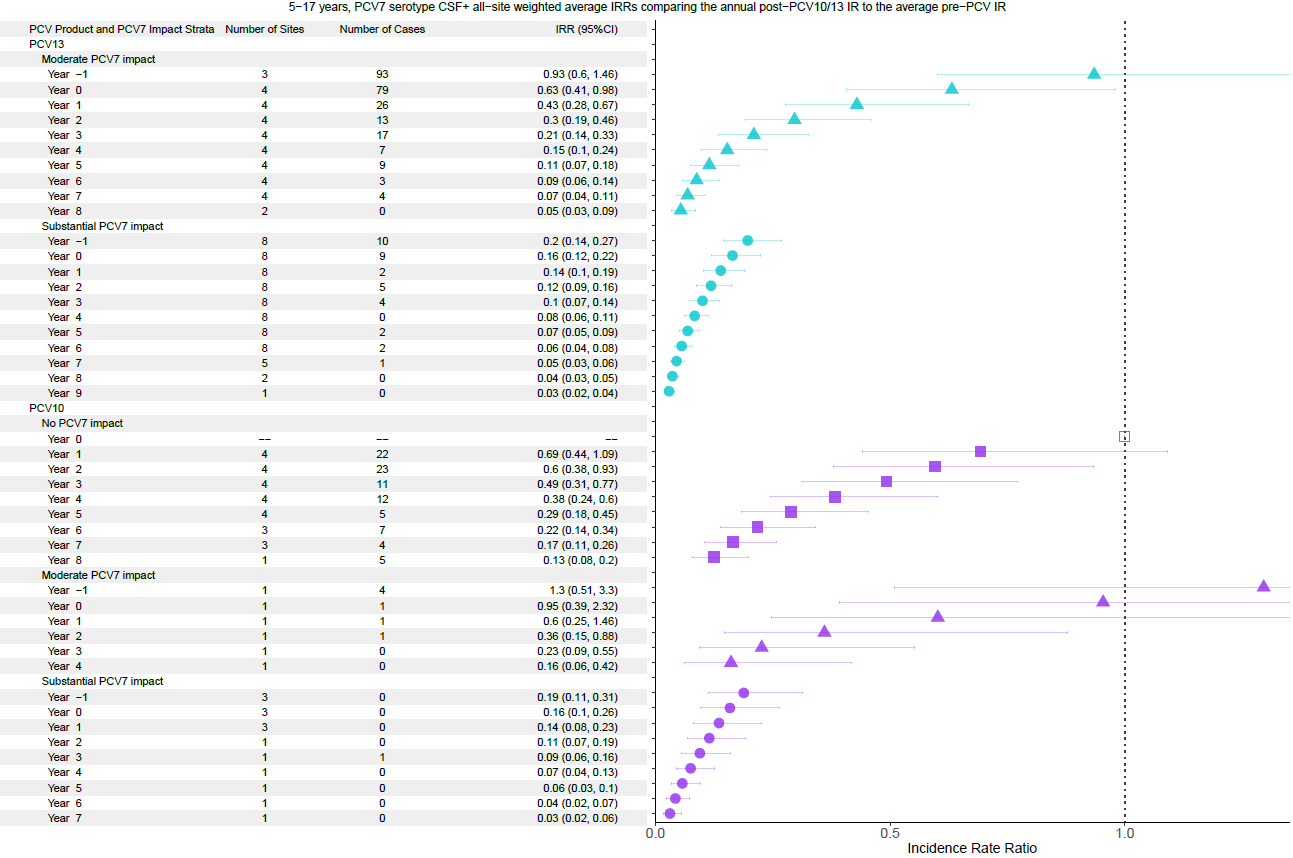 5−17 years, PCV7 serotype CSF+ all−site weighted average IRRs comparing the annual post−PCV10/13 IR to the average pre−PCV IR
PCV Product and PCV7 Impact Strata Number of Sites Number of Cases IRR (95%CI)
PCV13
Moderate PCV7 impact
Year −1 3 93 0.93 (0.6, 1.46)
Year 0 4 79 0.63 (0.41, 0.98)
Year 1 4 26 0.43 (0.28, 0.67)
Year 2 4 13 0.3 (0.19, 0.46)
Year 3 4 17 0.21 (0.14, 0.33)
Year 4 4 7 0.15 (0.1, 0.24)
Year 5 4 9 0.11 (0.07, 0.18)
Year 6 4 3 0.09 (0.06, 0.14)
Year 7 4 4 0.07 (0.04, 0.11)
Year 8 2 0 0.05 (0.03, 0.09)
Substantial PCV7 impact
Year −1 8 10 0.2 (0.14, 0.27)
Year 0 8 9 0.16 (0.12, 0.22)
Year 1 8 2 0.14 (0.1, 0.19)
Year 2 8 5 0.12 (0.09, 0.16)
Year 3 8 4 0.1 (0.07, 0.14)
Year 4 8 0 0.08 (0.06, 0.11)
Year 5 8 2 0.07 (0.05, 0.09)
Year 6 8 2 0.06 (0.04, 0.08)
Year 7 5 1 0.05 (0.03, 0.06)
Year 8 2 0 0.04 (0.03, 0.05)
Year 9 1 0 0.03 (0.02, 0.04)
PCV10
No PCV7 impact
Year 0 −− −− −−
Year 1 4 22 0.69 (0.44, 1.09)
Year 2 4 23 0.6 (0.38, 0.93)
Year 3 4 11 0.49 (0.31, 0.77)
Year 4 4 12 0.38 (0.24, 0.6)
Year 5 4 5 0.29 (0.18, 0.45)
Year 6 3 7 0.22 (0.14, 0.34)
Year 7 3 4 0.17 (0.11, 0.26)
Year 8 1 5 0.13 (0.08, 0.2)
Moderate PCV7 impact
Year −1 1 4 1.3 (0.51, 3.3)
Year 0 1 1 0.95 (0.39, 2.32)
Year 1 1 1 0.6 (0.25, 1.46)
Year 2 1 1 0.36 (0.15, 0.88)
Year 3 1 0 0.23 (0.09, 0.55)
Year 4 1 0 0.16 (0.06, 0.42)
Substantial PCV7 impact
Year −1 3 0 0.19 (0.11, 0.31)
Year 0 3 0 0.16 (0.1, 0.26)
Year 1 3 0 0.14 (0.08, 0.23)
Year 2 1 0 0.11 (0.07, 0.19)
Year 3 1 1 0.09 (0.06, 0.16)
Year 4 1 0 0.07 (0.04, 0.13)
Year 5 1 0 0.06 (0.03, 0.1)
Year 6 1 0 0.04 (0.02, 0.07)
Year 7 1 0 0.03 (0.02, 0.06)
0.0 0.5 1.0
Incidence Rate Ratio